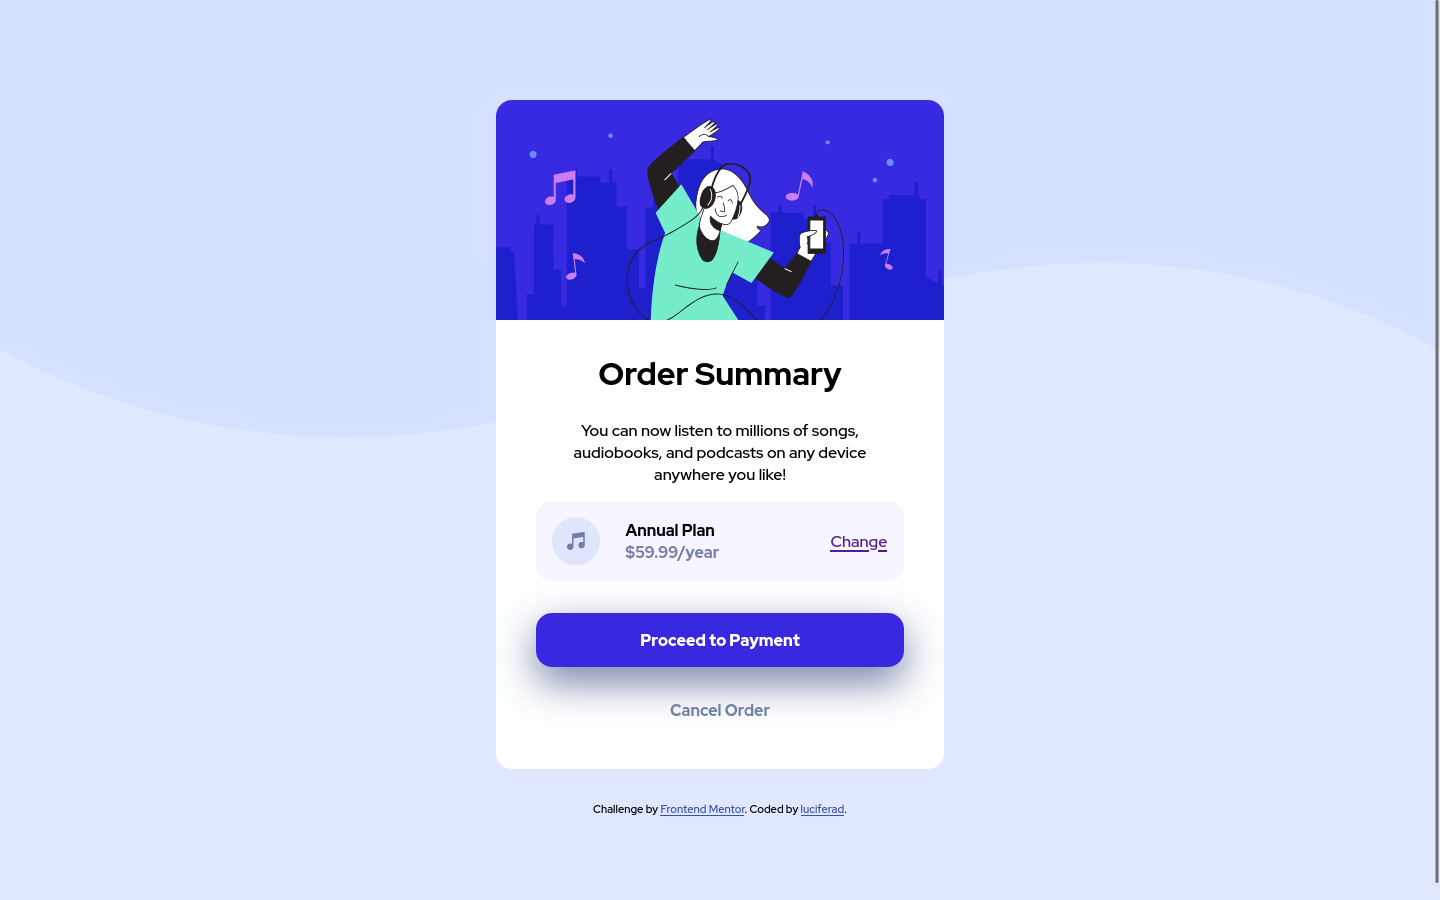 Order Summary
You can now listen to millions of songs,
audiobooks, and podcasts on any device
anywhere you like!
Annual Plan
$59.99/year
Change
Proceed to Payment
Cancel Order
Challenge by Frontend Mentor. Coded by luciferad.